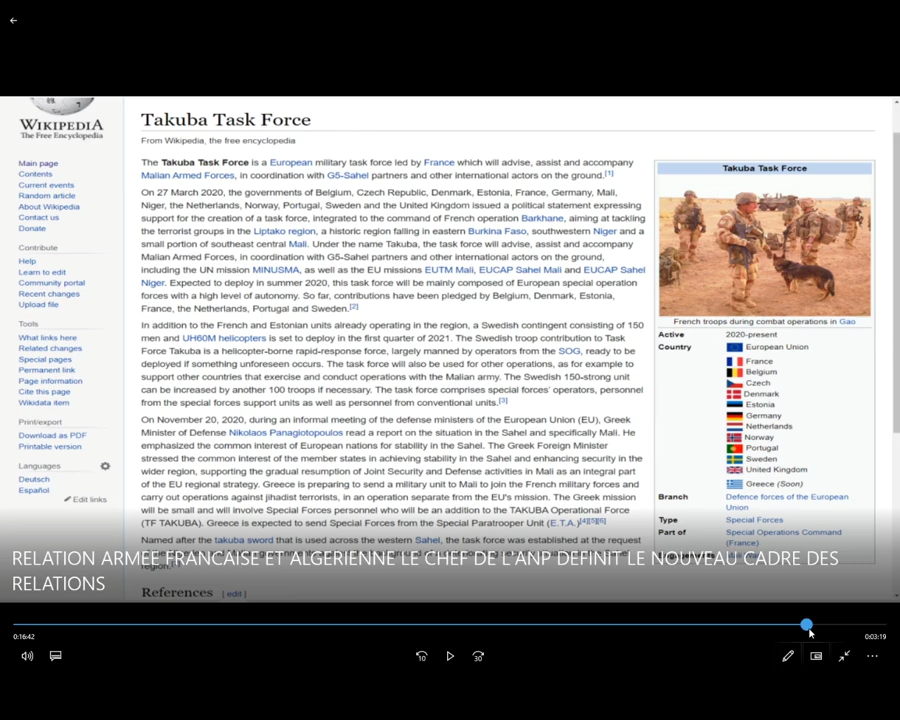 WIKIPEDIA
The Free Encyclopedia
Main page
Contents
Current events
Random article
About Wikipedia
Contact us
Donate
Contribute
Help
Learn to edit
Community portal
Recent changes
Upload file
Tools
What links here
Related changes
Special pages
Permanent link
Page information
Cite this page
Wikidata item
Print/export
Download as PDF
Printable version
Languages
Deutsch
Español
Edit links
Takuba Task Force
From Wikipedia, the free encyclopedia
The Takuba Task Force is a European military task force led by France which will advise, assist and accompany
Malian Armed Forces, in coordination with G5-Sahel partners and other international actors on the ground.[1]
On 27 March 2020, the governments of Belgium, Czech Republic, Denmark, Estonia, France, Germany, Mali,
Niger, the Netherlands, Norway, Portugal, Sweden and the United Kingdom issued a political statement expressing
support for the creation of a task force, integrated to the command of French operation Barkhane, aiming at tackling
the terrorist groups in the Liptako region, a historic region falling in eastern Burkina Faso, southwestern Niger and a
small portion of southeast central Mali. Under the name Takuba, the task force will advise, assist and accompany
Malian Armed Forces, in coordination with G5-Sahel partners and other international actors on the ground,
including the UN mission MINUSMA, as well as the EU missions EUTM Mali, EUCAP Sahel Mali and EUCAP Sahel
Niger. Expected to deploy in summer 2020, this task force will be mainly composed of European special operation
forces with a high level of autonomy. So far, contributions have been pledged by Belgium, Denmark, Estonia,
France, the Netherlands, Portugal and Sweden.[2]
In addition to the French and Estonian units already operating in the region, a Swedish contingent consisting of 150
men and UH60M helicopters is set to deploy in the first quarter of 2021. The Swedish troop contribution to Task
Force Takuba is a helicopter-borne rapid-response force, largely manned by operators from the SOG, ready to be
deployed if something unforeseen occurs. The task force will also be used for other operations, as for example to
support other countries that exercise and conduct operations with the Malian army. The Swedish 150-strong unit
can be increased by another 100 troops if necessary. The task force comprises special forces' operators, personnel
from the special forces support units as well as personnel from conventional units.[3]
On November 20, 2020, during an informal meeting of the defense ministers of the European Union (EU), Greek
Minister of Defense Nikolaos Panagiotopoulos read a report on the situation in the Sahel and specifically Mali. He
emphasized the common interest of European nations for stability in the Sahel. The Greek Foreign Minister
stressed the common interest of the member states in achieving stability in the Sahel and enhancing security in the
wider region, supporting the gradual resumption of Joint Security and Defense activities in Mali as an integral part
of the EU regional strategy. Greece is preparing to send a military unit to Mali to join the French military forces and
carry out operations against jihadist terrorists, in an operation separate from the EU's mission. The Greek mission
will be small and will involve Special Forces personnel who will be an addition to the TAKUBA Operational Force
(TF TAKUBA). Greece is expected to send Special Forces from the Special Paratrooper Unit (E.T.A.)[4][5][6]
Named after the takuba sword that is used across the western Sahel, the task force was established at the request
region.
References [ edit ]
Takuba Task Force
French troops during combat operations in Gao
Active 2020-present
Country European Union
France
Belgium
Czech
Denmark
Estonia
Germany
Netherlands
Norway
Portugal
Sweden
United Kingdom
Greece (Soon)
Branch Defence forces of the European
Union
Type Special Forces
Part of Special Operations Command
(France)
RELATION ARMEE FRANCAISE ET ALGERIENNE LE CHEF DE L'ANP DEFINIT LE NOUVEAU CADRE DES
RELATIONS
0:16:42 0:03:19
10 30